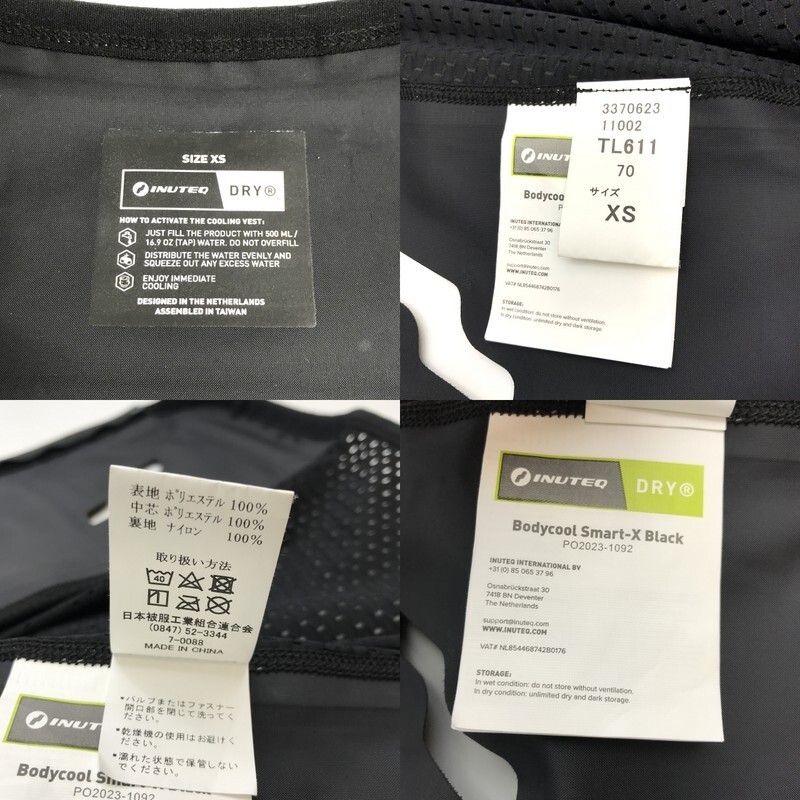 SIZE XS
INUTEQ DRY®
HOW TO ACTIVATE THE COOLING VEST:
JUST FILL THE PRODUCT WITH 500 ML /
16.9 OZ (TAP) WATER. DO NOT OVERFILL
DISTRIBUTE THE WATER EVENLY AND
SQUEEZE OUT ANY EXCESS WATER
ENJOY IMMEDIATE
COOLING
DESIGNED IN THE NETHERLANDS
ASSEMBLED IN TAIWAN
3370623
11002
TL611
70
サイズ
XS
Bodycool
PO2
INUTEQ INTERNATIONAL
+31(0) 85 065 37 96
Osnabrückstraat 30
7418 BN Deventer
The Netherlands
support@inuteq.com
WWW.INUTEQ.COM
VAT# NL854468742B0176
STORAGE:
In wet condition: do not store without ventilation.
In dry condition: unlimited dry and dark storage.
表地 ポリエステル 100%
中芯 ポリエステル 100%
裏地 ナイロン 100%
取り扱い方法
40
日本被服工業組合連合会
(0847) 52-3344
7-0088
MADE IN CHINA
*バルブまたはファスナー
開口部を閉じて洗ってく
ださい。
*乾燥機の使用はお避けく
ださい。
*濡れた状態で保管しない
でください。
INUTEQ
Bodycool Sma Black
PO2023-1092
INUTEQ DRY®
Bodycool Smart-X Black
PO2023-1092
INUTEQ INTERNATIONAL BV
+31 (0) 85 065 37 96
Osnabrückstraat 30
7418 BN Deventer
The Netherlands
support@inuteq.com
WWW.INUTEQ.COM
VAT# NL854468742B0176
STORAGE:
In wet condition: do not store without ventilation.
In dry condition: unlimited dry and dark storage.